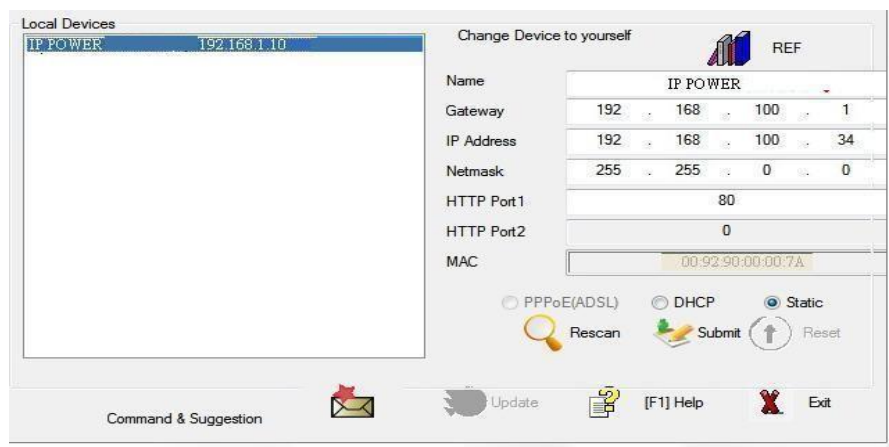 Local Devices
IP POWER 192.168.1.10
Change Device to yourself
REF
Name IP POWER
Gateway 192 . 168 . 100 . 1
IP Address 192 . 168 . 100 . 34
Netmask 255 . 255 . 0 . 0
HTTP Port1 80
HTTP Port2 0
MAC 00:92:90:00:00:7A
PPPoE(ADSL) DHCP Static
Rescan Submit Reset
Command & Suggestion Update [F1] Help Exit